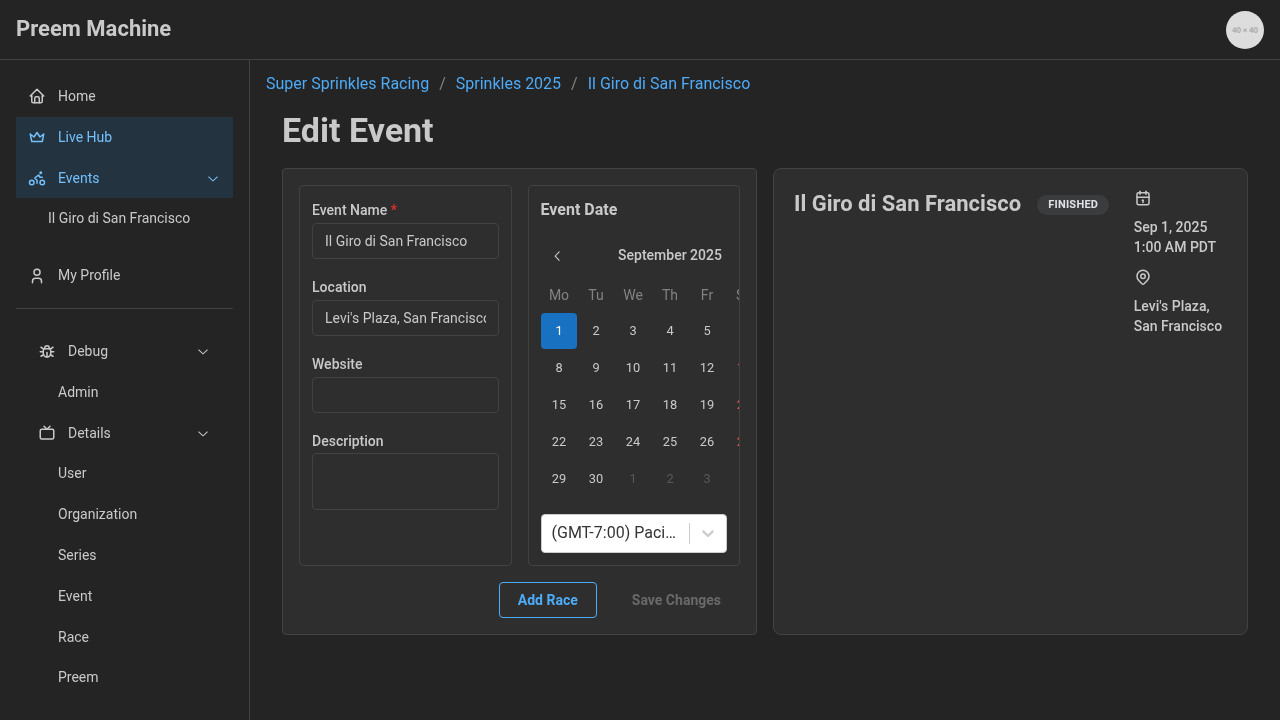 Preem Machine
40 × 40
Home
Live Hub
Events
Il Giro di San Francisco
My Profile
Debug
Admin
Details
User
Organization
Series
Event
Race
Preem
Super Sprinkles Racing / Sprinkles 2025 / Il Giro di San Francisco
Edit Event
Event Name *
Il Giro di San Francisco
Location
Levi's Plaza, San Francisco
Website
Description
Event Date
September 2025
Mo Tu We Th Fr
1 2 3 4 5
8 9 10 11 12
15 16 17 18 19
22 23 24 25 26
29 30 1 2 3
(GMT-7:00) Paci...
Add Race
Save Changes
Il Giro di San Francisco
FINISHED
Sep 1, 2025
1:00 AM PDT
Levi's Plaza,
San Francisco